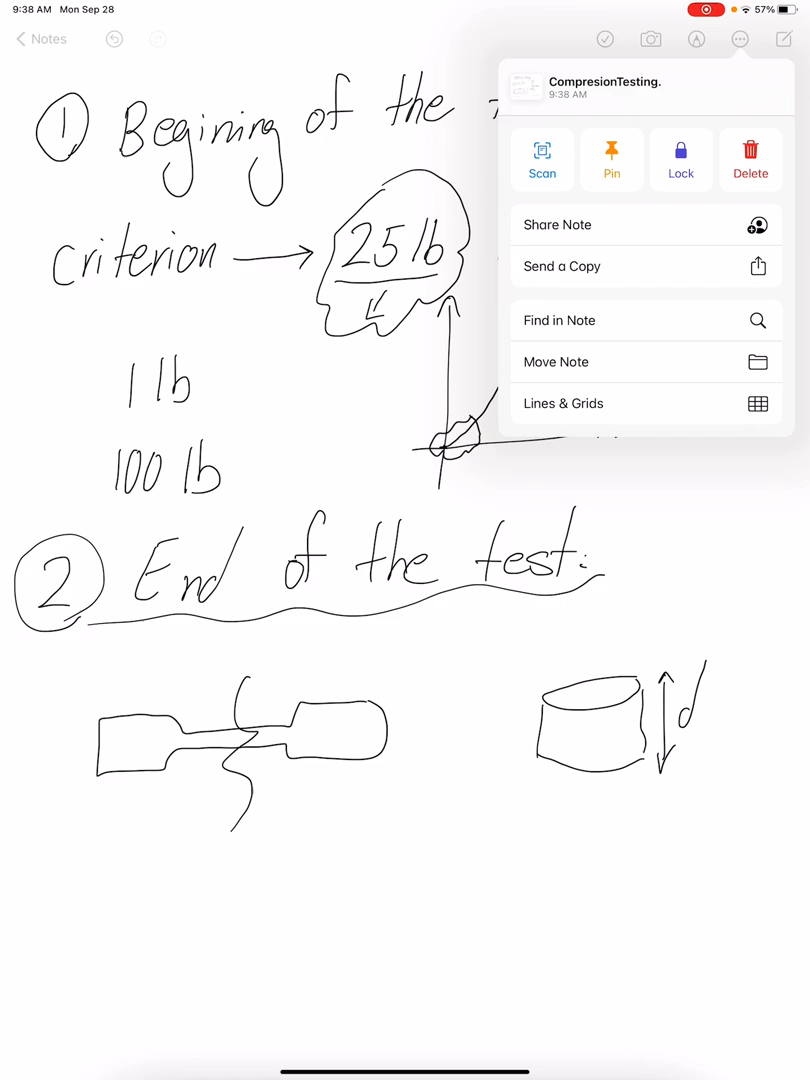 9:38 AM Mon Sep 28
57%
Notes
CompresionTesting.
9:38 AM
Scan
Pin
Lock
Delete
Share Note
Send a Copy
Find in Note
Move Note
Lines & Grids
1 Begining of the
criterion → 25 lb
1 lb
100 lb
2 End of the test:
d